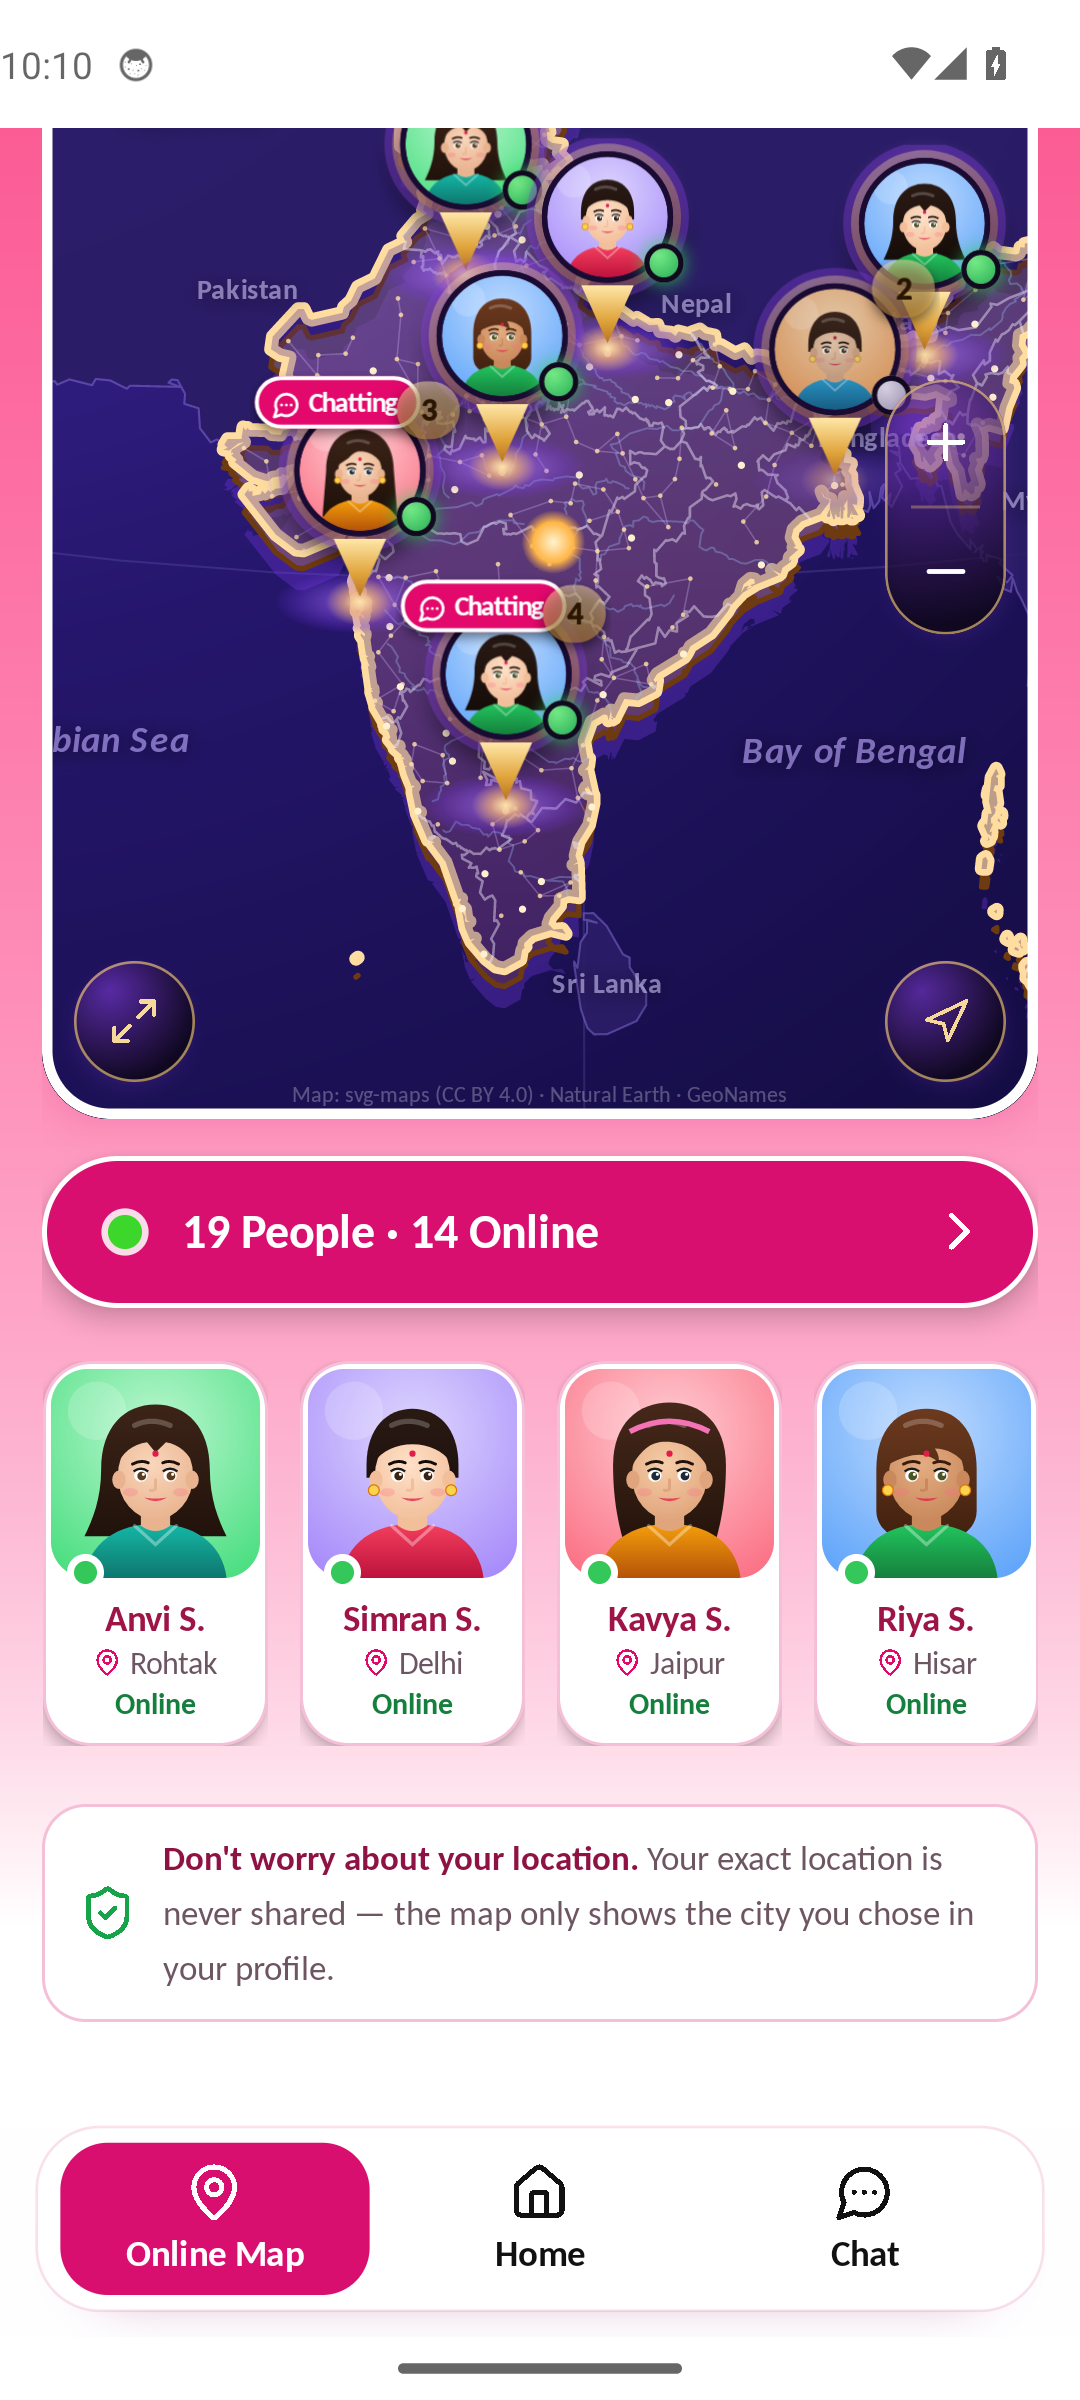 10:10
Pakistan
Nepal
2
Chatting
3
Chatting
4
bian Sea
Bay of Bengal
Sri Lanka
Map: svg-maps (CC BY 4.0) · Natural Earth · GeoNames
19 People · 14 Online
Anvi S.
Rohtak
Online
Simran S.
Delhi
Online
Kavya S.
Jaipur
Online
Riya S.
Hisar
Online
Don't worry about your location. Your exact location is
never shared — the map only shows the city you chose in
your profile.
Online Map
Home
Chat